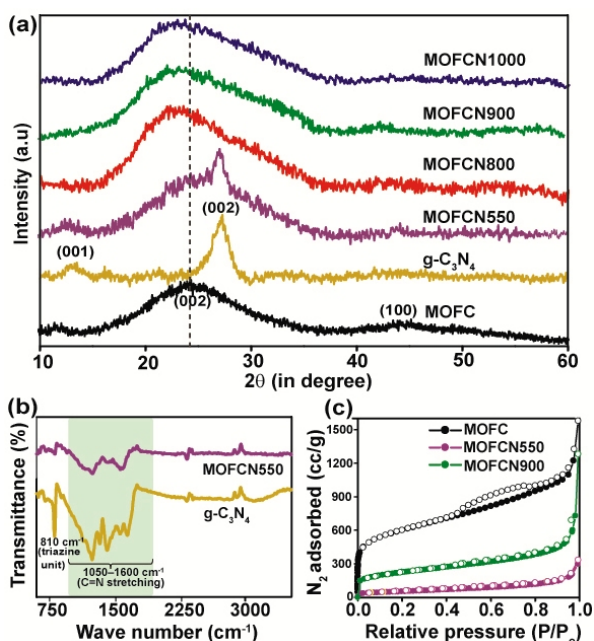 (a)
MOFCN1000
MOFCN900
MOFCN800
MOFCN550
(002)
(001)
g-C₃N₄
(002)
(100)
MOFC
Intensity (a.u)
10 20 30 40 50 60
2θ (in degree)
(b)
MOFCN550
g-C₃N₄
810 cm⁻¹
(triazine
unit)
1050–1600 cm⁻¹
(C=N stretching)
Transmittance (%)
750 1500 2250 3000
Wave number (cm⁻¹)
(c)
MOFC
MOFCN550
MOFCN900
1500
1200
900
600
300
0
N₂ adsorbed (cc/g)
0.0 0.2 0.4 0.6 0.8 1.0
Relative pressure (P/P